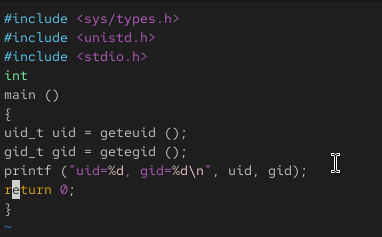 #include <sys/types.h>
#include <unistd.h>
#include <stdio.h>
int
main ()
{
uid_t uid = geteuid ();
gid_t gid = getegid ();
printf ("uid=%d, gid=%d\n", uid, gid);
return 0;
}
~